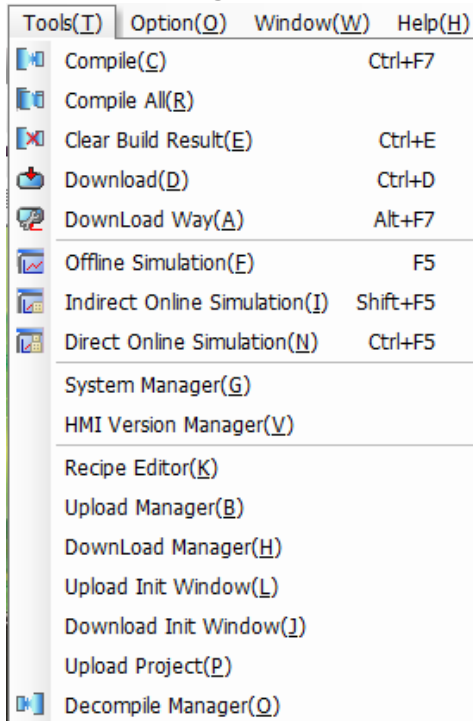 Tools(T) Option(O) Window(W) Help(H)
Compile(C) Ctrl+F7
Compile All(R)
Clear Build Result(E) Ctrl+E
Download(D) Ctrl+D
DownLoad Way(A) Alt+F7
Offline Simulation(F) F5
Indirect Online Simulation(I) Shift+F5
Direct Online Simulation(N) Ctrl+F5
System Manager(G)
HMI Version Manager(V)
Recipe Editor(K)
Upload Manager(B)
DownLoad Manager(H)
Upload Init Window(L)
Download Init Window(J)
Upload Project(P)
Decompile Manager(O)